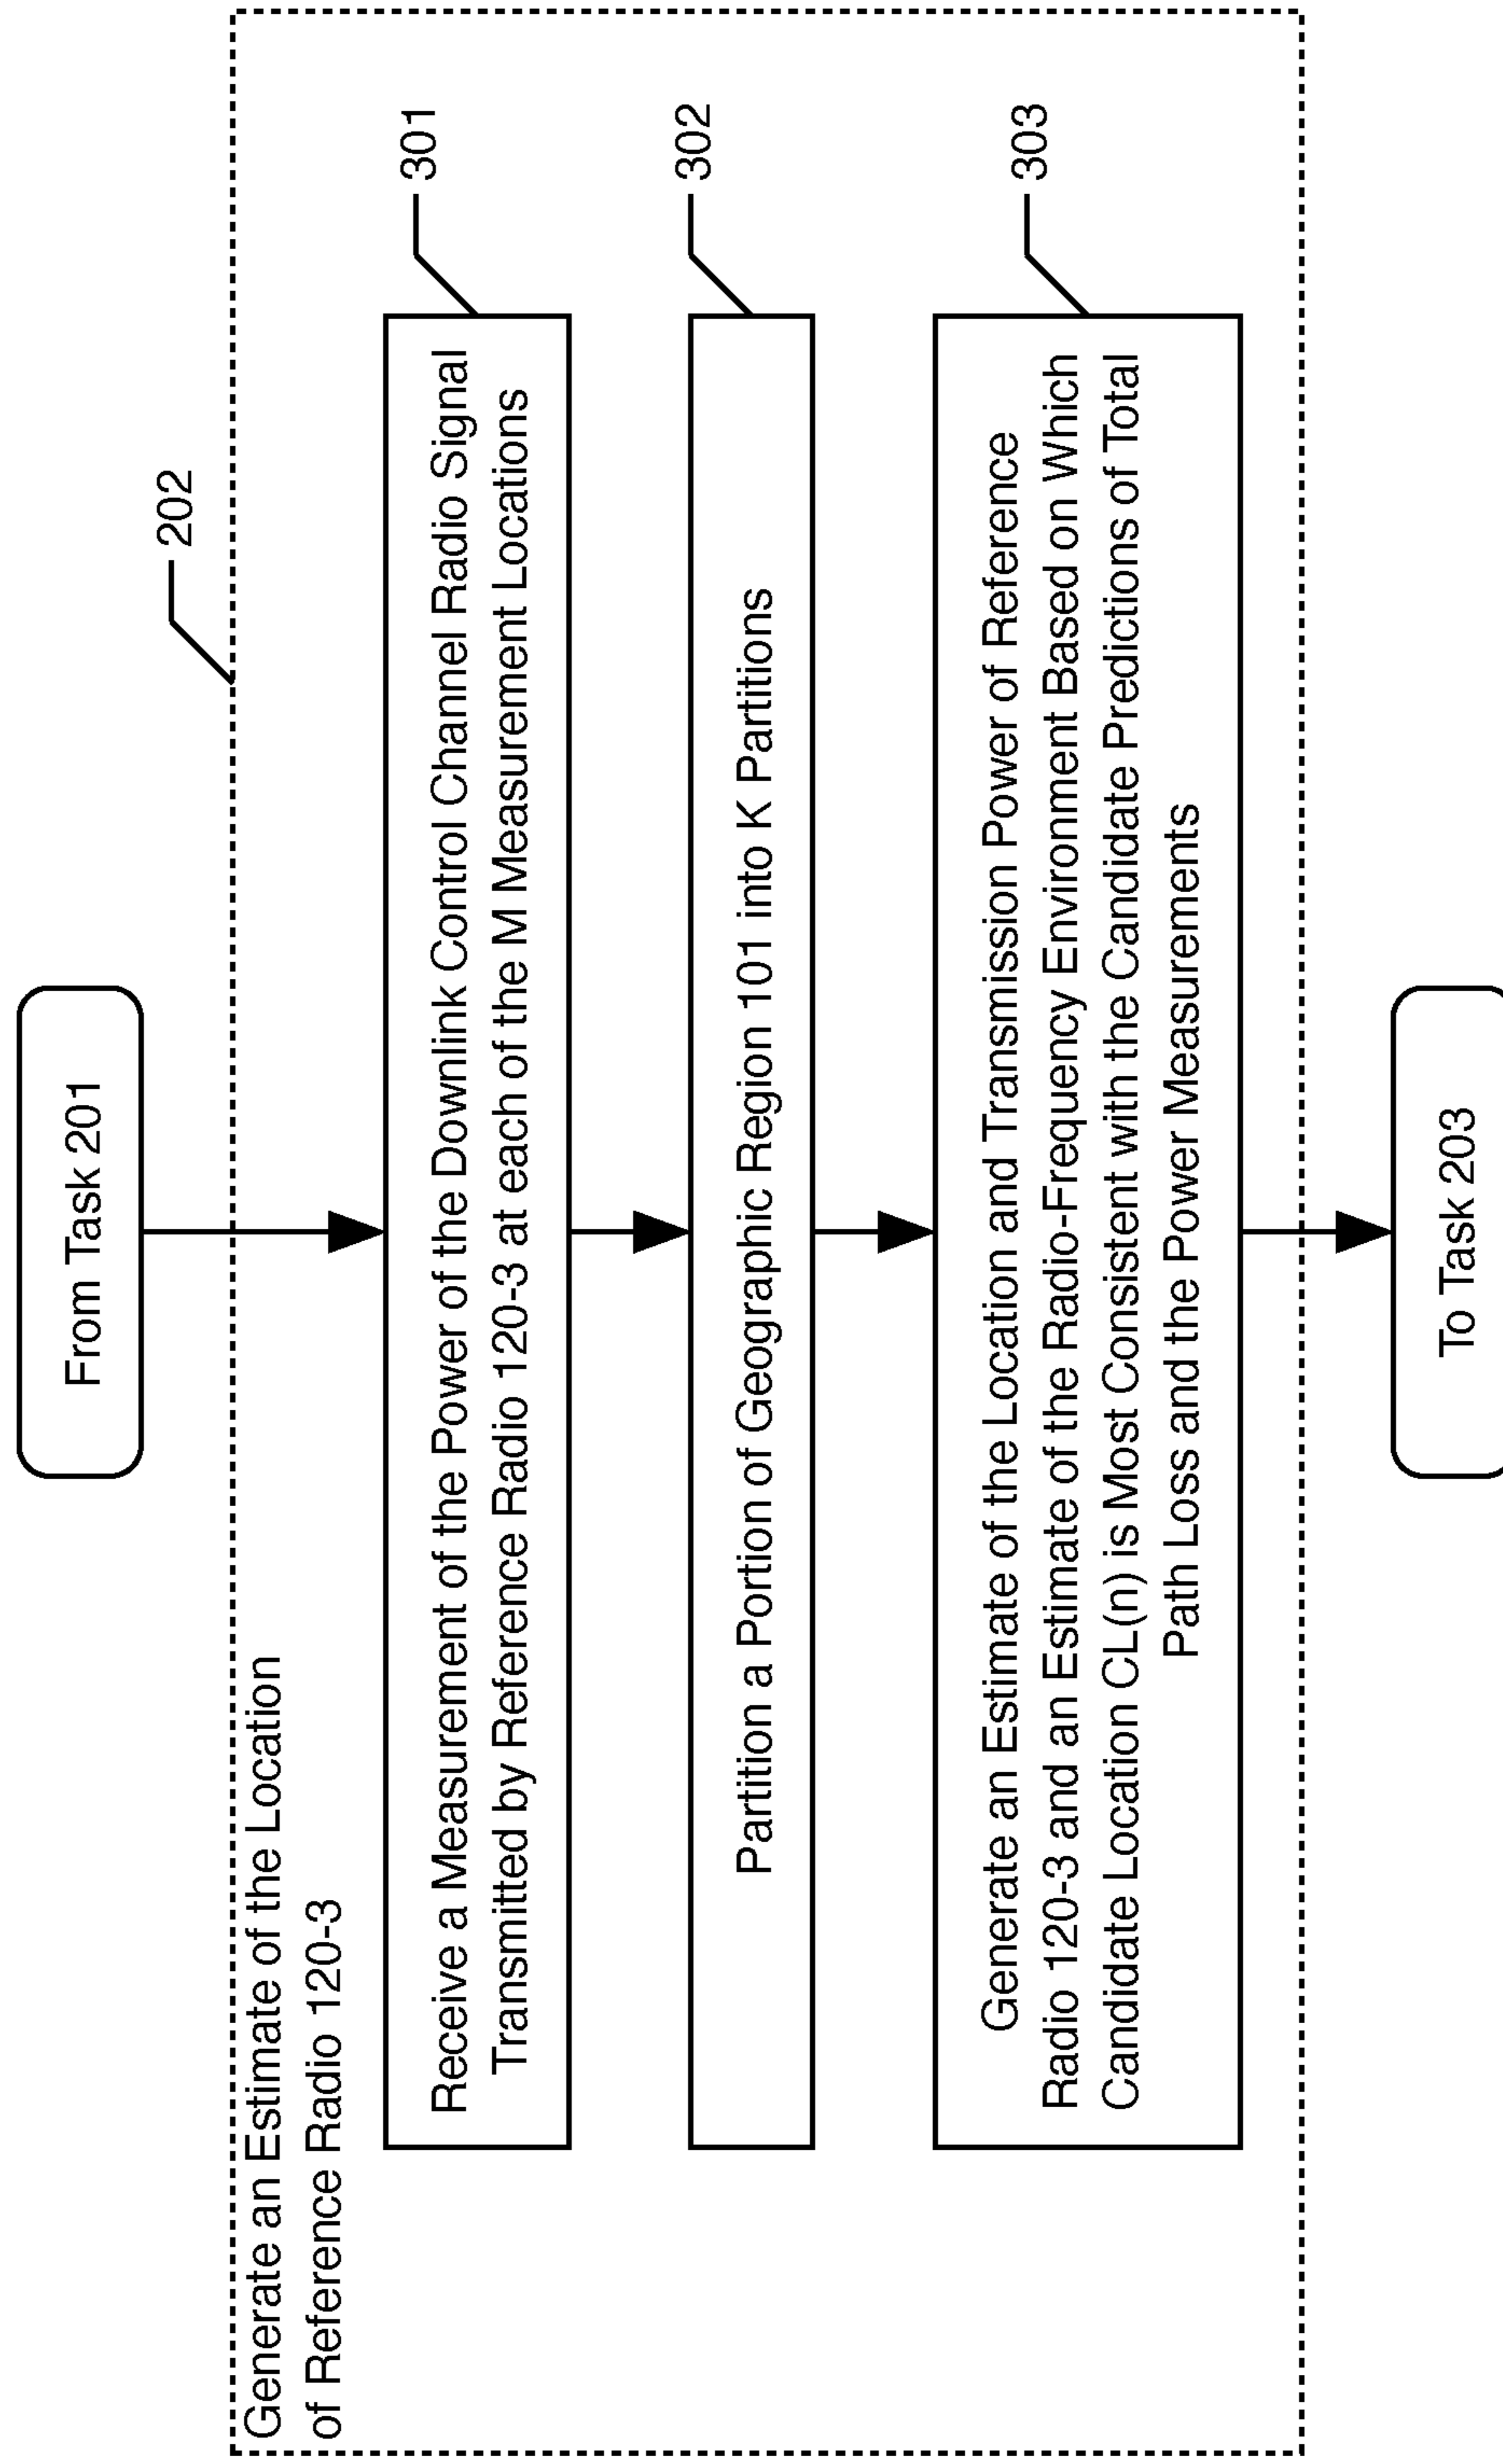 From Task 201
202
Generate an Estimate of the Location
of Reference Radio 120-3
301
Receive a Measurement of the Power of the Downlink Control Channel Radio Signal
Transmitted by Reference Radio 120-3 at each of the M Measurement Locations
302
Partition a Portion of Geographic Region 101 into K Partitions
303
Generate an Estimate of the Location and Transmission Power of Reference
Radio 120-3 and an Estimate of the Radio-Frequency Environment Based on Which
Candidate Location CL(n) is Most Consistent with the Candidate Predictions of Total
Path Loss and the Power Measurements
To Task 203